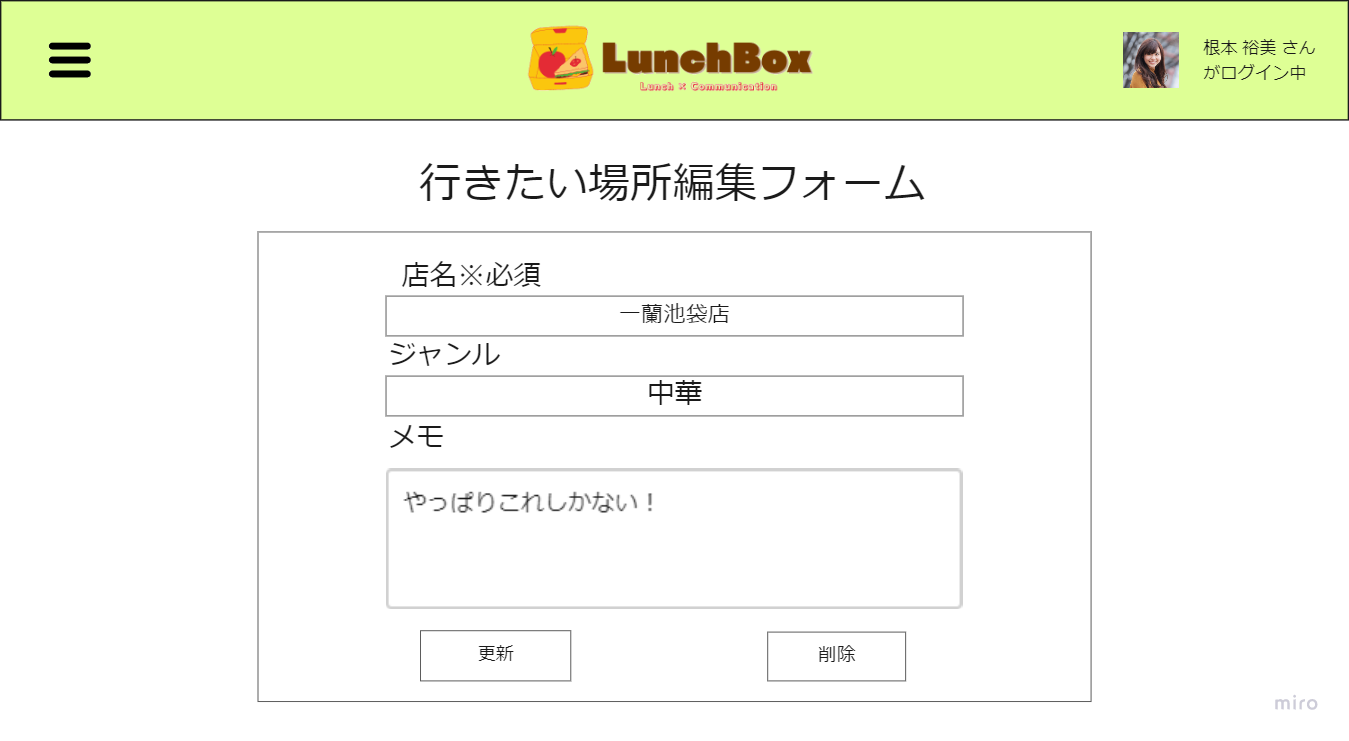 LunchBox
Lunch × Communication
根本 裕美 さん
がログイン中
行きたい場所編集フォーム
店名※必須
一蘭池袋店
ジャンル
中華
メモ
やっぱりこれしかない！
更新
削除
miro